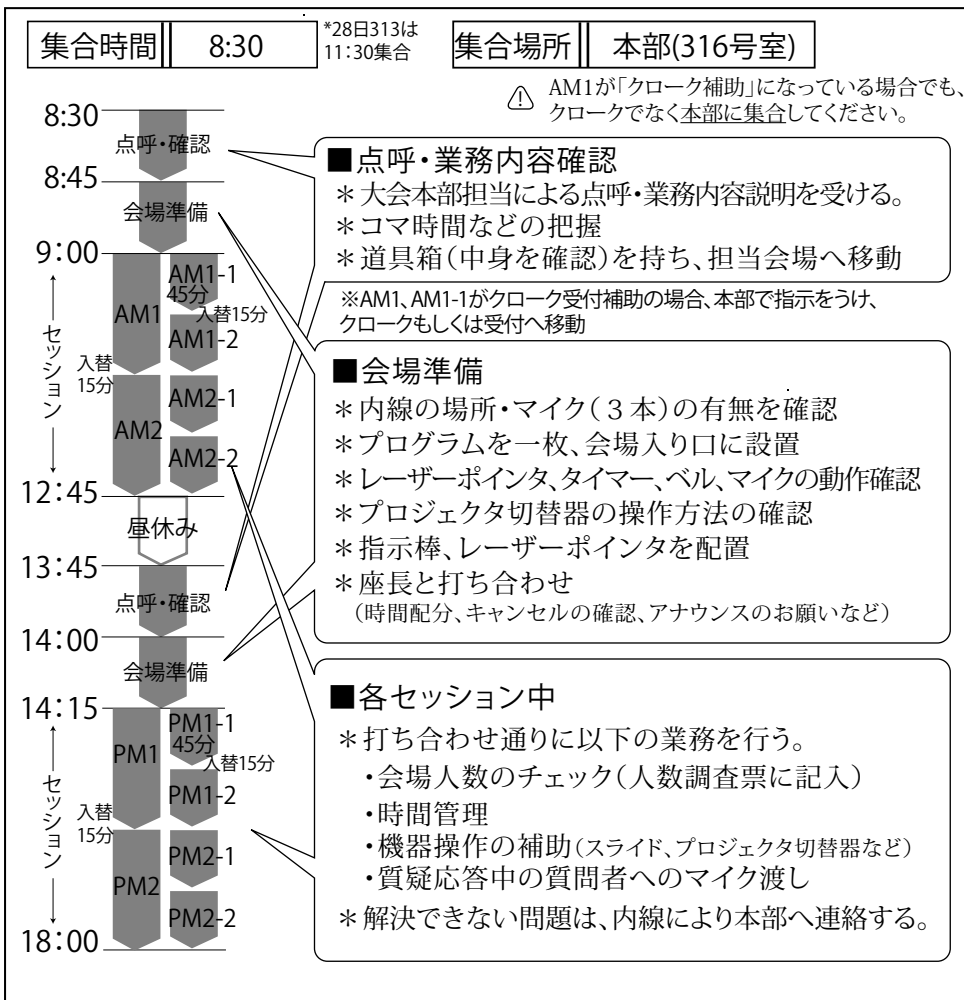 集合時間 8:30
*28日313は
11:30集合
集合場所 本部(316号室)
⚠ AM1が「クローク補助」になっている場合でも、
クロークでなく本部に集合してください。
8:30
点呼・確認
8:45
会場準備
9:00
セッション
AM1
AM1-1
45分
入替15分
AM1-2
入替
15分
AM2
AM2-1
AM2-2
12:45
昼休み
13:45
点呼・確認
14:00
会場準備
14:15
セッション
PM1
PM1-1
45分
入替15分
PM1-2
入替
15分
PM2
PM2-1
PM2-2
18:00
■点呼・業務内容確認
＊大会本部担当による点呼・業務内容説明を受ける。
＊コマ時間などの把握
＊道具箱(中身を確認)を持ち、担当会場へ移動
※AM1、AM1-1がクローク受付補助の場合、本部で指示をうけ、
クロークもしくは受付へ移動
■会場準備
＊内線の場所・マイク(３本)の有無を確認
＊プログラムを一枚、会場入り口に設置
＊レーザーポインタ、タイマー、ベル、マイクの動作確認
＊プロジェクタ切替器の操作方法の確認
＊指示棒、レーザーポインタを配置
＊座長と打ち合わせ
(時間配分、キャンセルの確認、アナウンスのお願いなど)
■各セッション中
＊打ち合わせ通りに以下の業務を行う。
・会場人数のチェック(人数調査票に記入)
・時間管理
・機器操作の補助(スライド、プロジェクタ切替器など)
・質疑応答中の質問者へのマイク渡し
＊解決できない問題は、内線により本部へ連絡する。